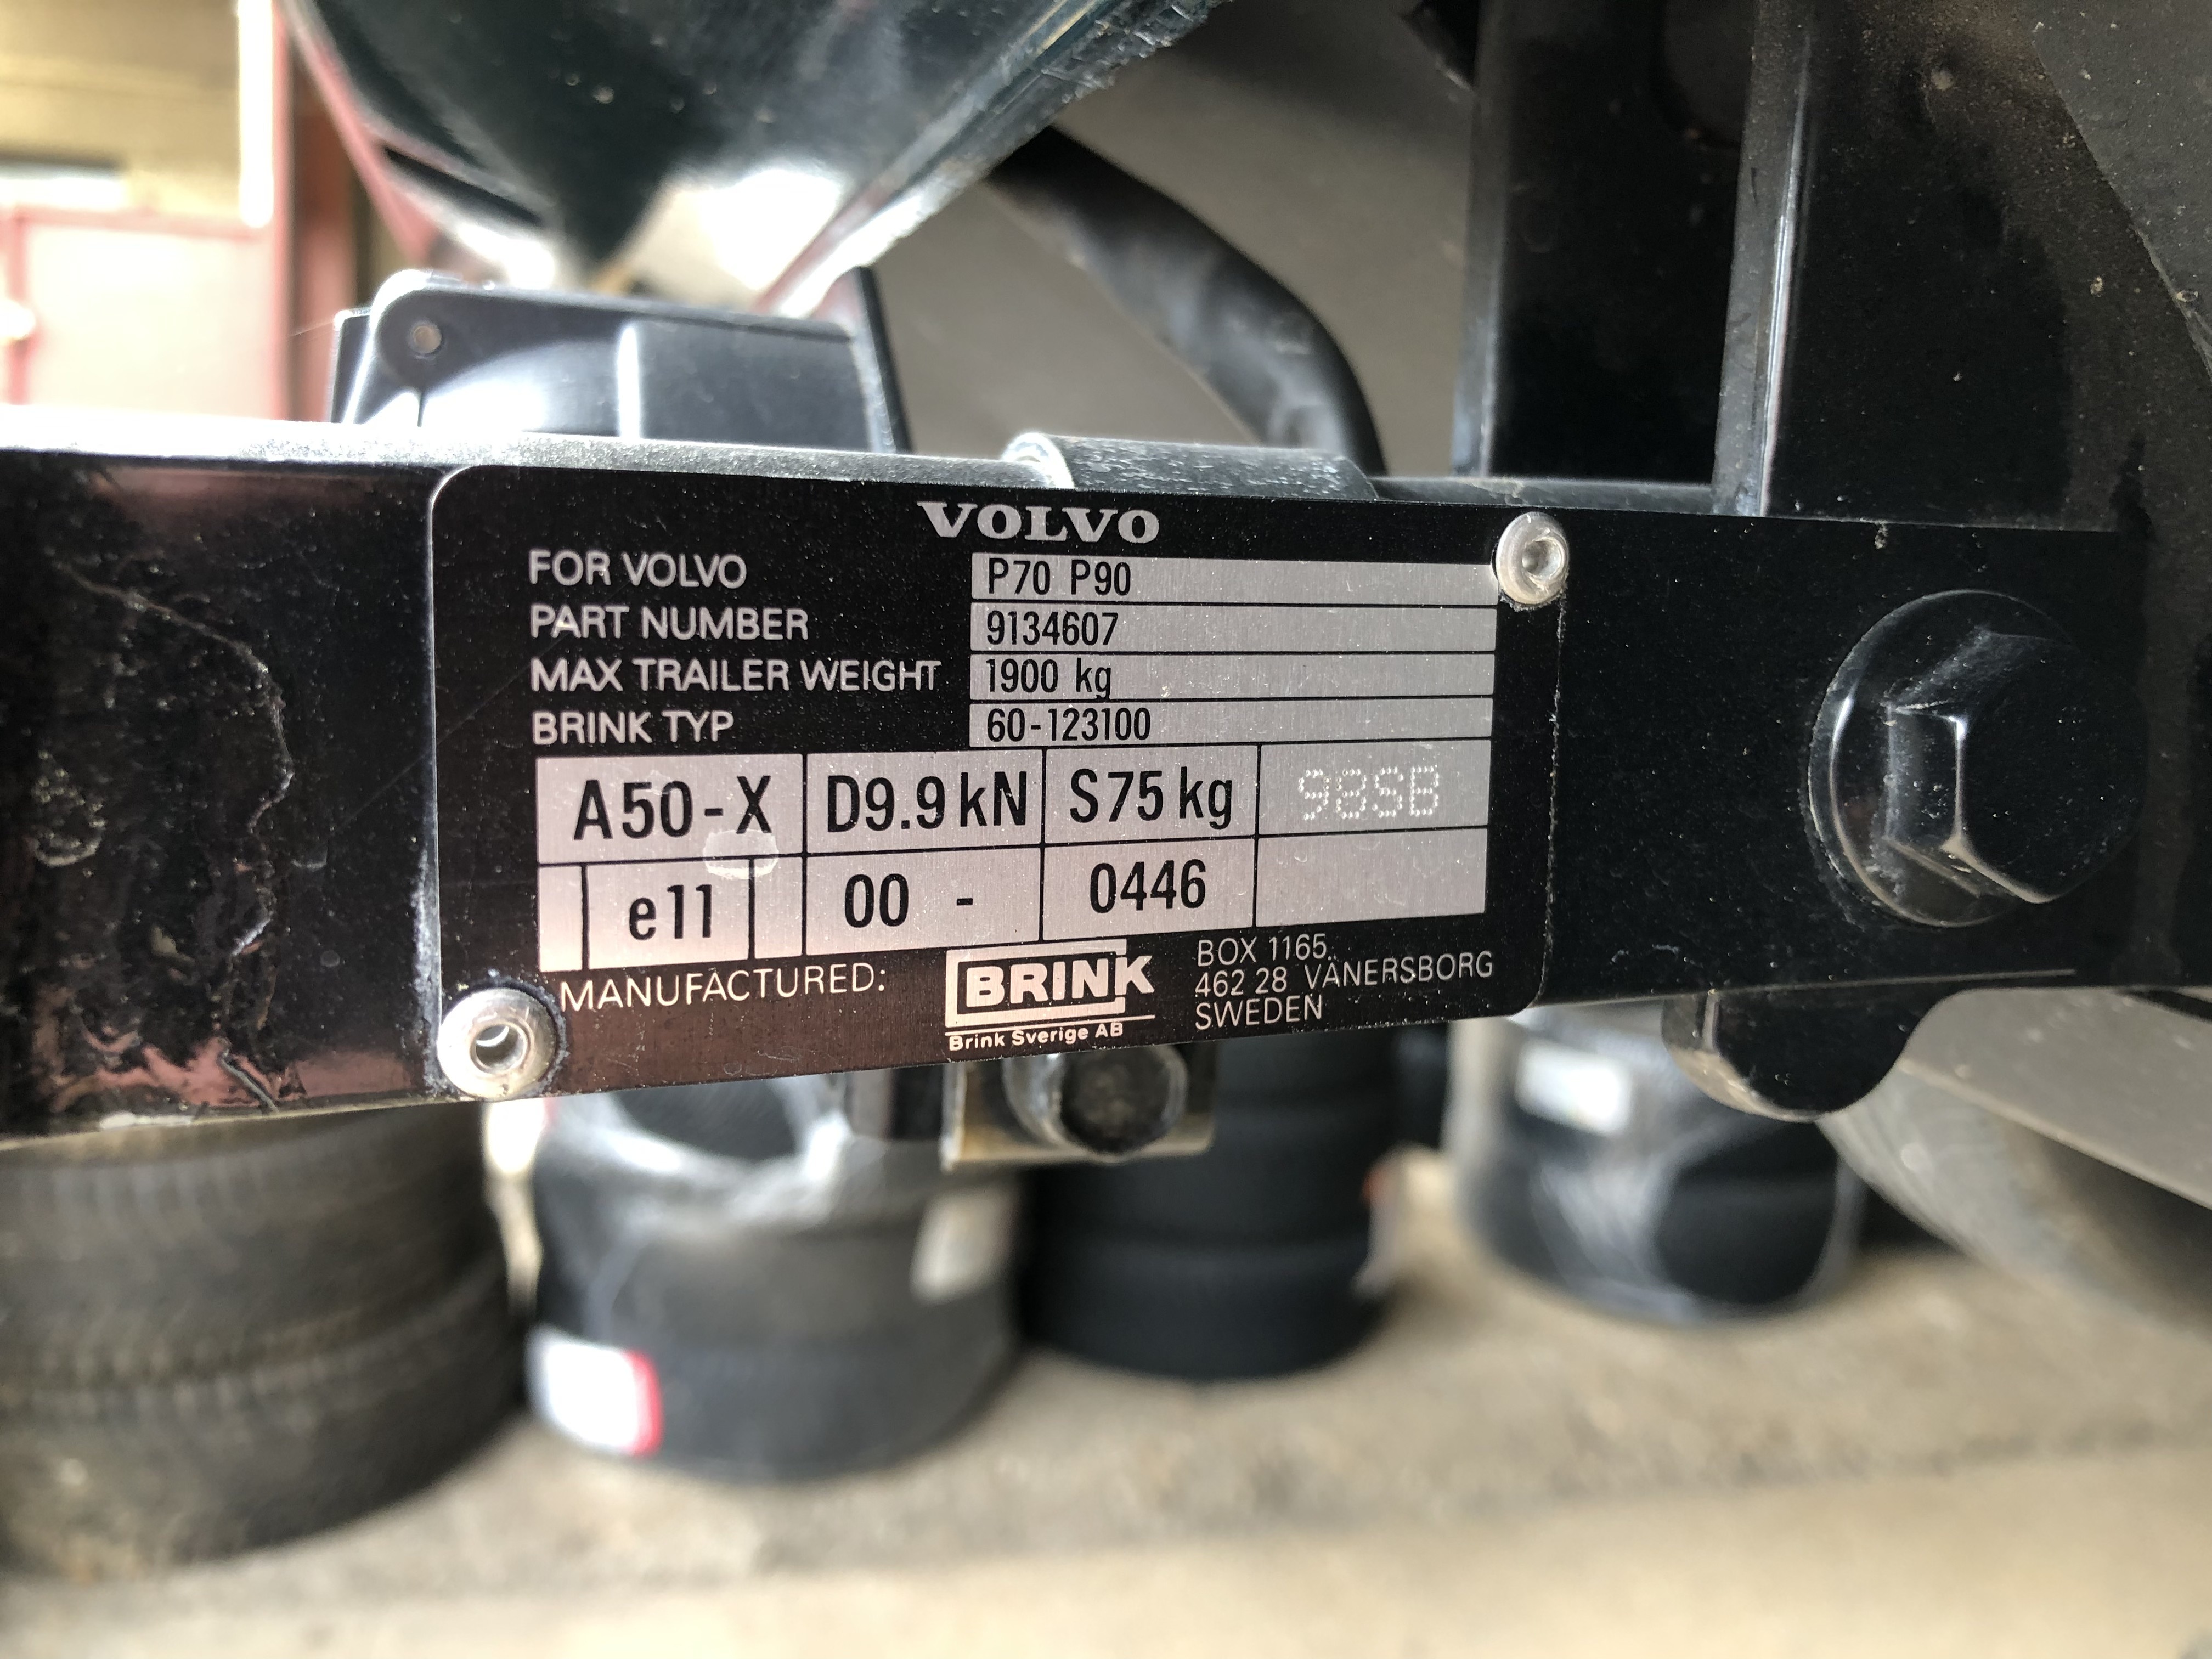 VOLVO
FOR VOLVO P70 P90
PART NUMBER 9134607
MAX TRAILER WEIGHT 1900 kg
BRINK TYP 60-123100
A50-X D9.9 kN S75 kg 98SB
e11 00 - 0446
MANUFACTURED: BRINK
Brink Sverige AB
BOX 1165.
462 28 VÄNERSBORG
SWEDEN